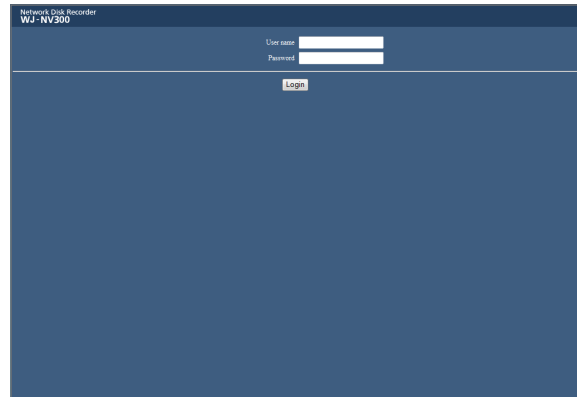 Network Disk Recorder
WJ-NV300
User name
Password
Login